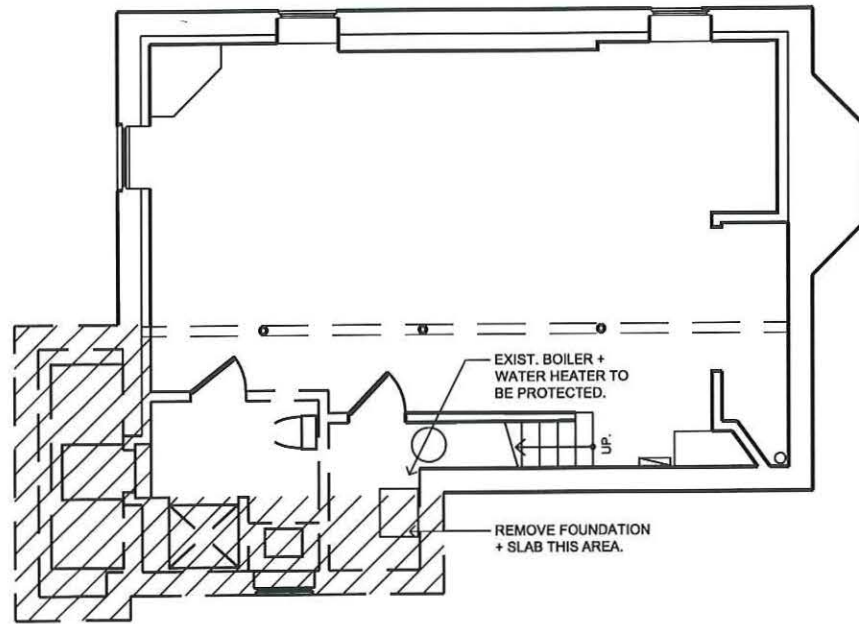 EXIST. BOILER +
WATER HEATER TO
BE PROTECTED.
UP.
REMOVE FOUNDATION
+ SLAB THIS AREA.